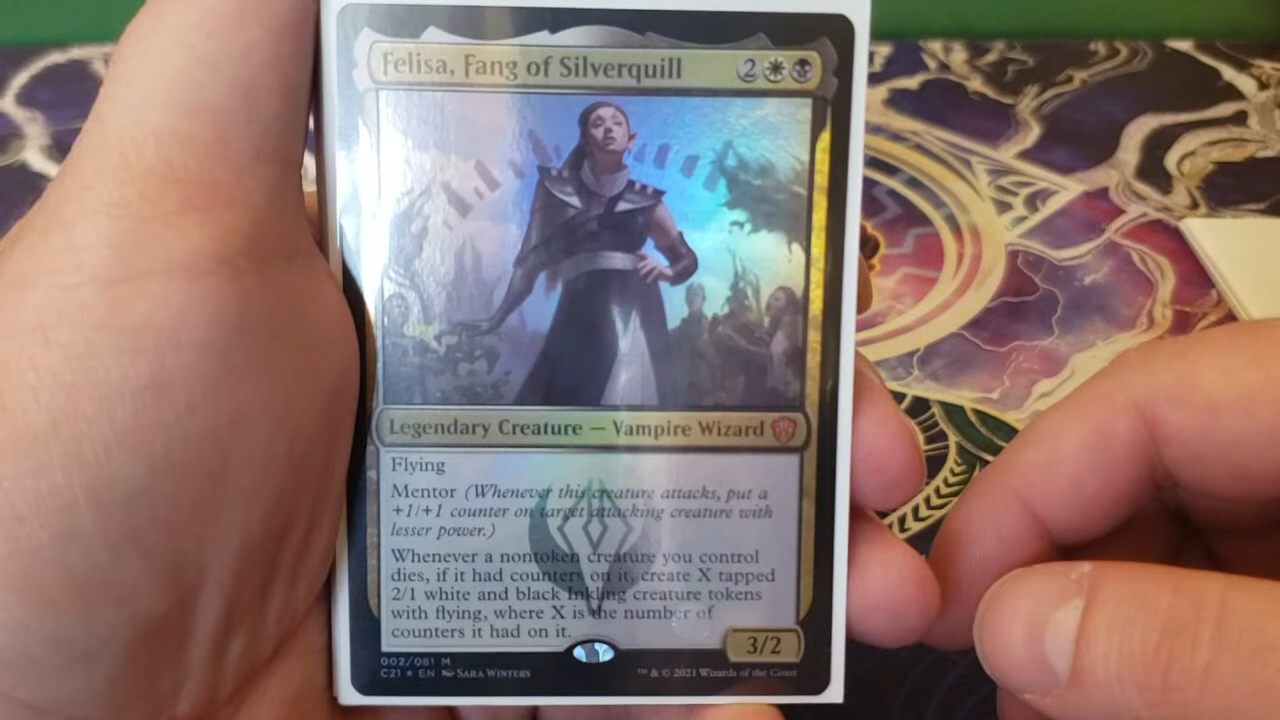 Felisa, Fang of Silverquill 2
Legendary Creature — Vampire Wizard
Flying
Mentor (Whenever this creature attacks, put a
+1/+1 counter on target attacking creature with
lesser power.)
Whenever a nontoken creature you control
dies, if it had counters on it, create X tapped
2/1 white and black Inkling creature tokens
with flying, where X is the number of
counters it had on it.
3/2
002/081 M
C21 ★ EN SARA WINTERS
™ & © 2021 Wizards of the Coast